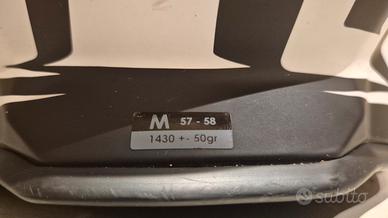 M 57 - 58
1430 +- 50gr
subito